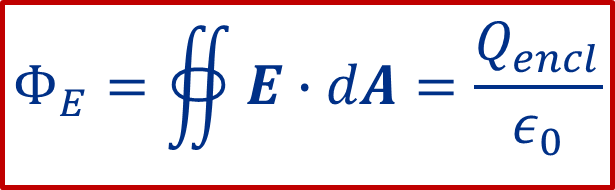 Φ_E = ∯ E · dA = Q_encl / ϵ_0